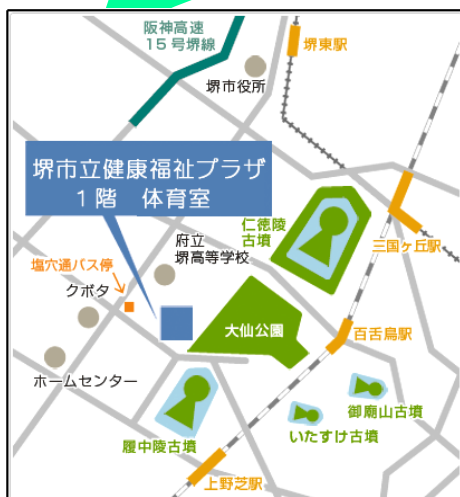 阪神高速
15号堺線
堺東駅
堺市役所
堺市立健康福祉プラザ
1階 体育室
仁徳陵
古墳
三国ヶ丘駅
府立
堺高等学校
塩穴通バス停
クボタ
大仙公園
百舌鳥駅
ホームセンター
御廟山古墳
いたすけ古墳
履中陵古墳
上野芝駅